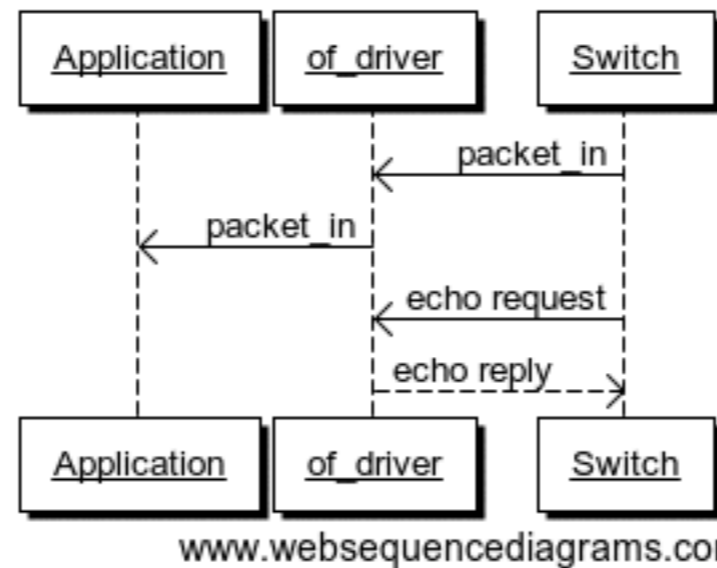 Application of_driver Switch
packet_in
packet_in
echo request
echo reply
Application of_driver Switch
www.websequencediagrams.co